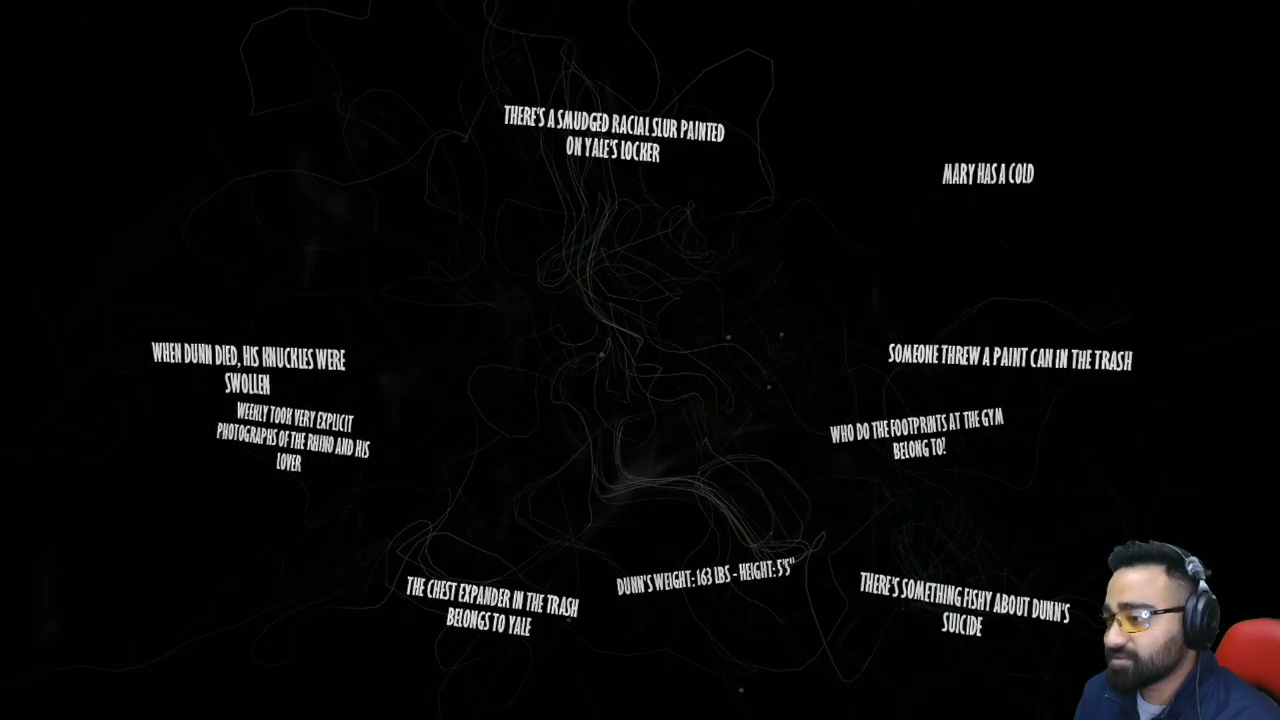 THERE'S A SMUDGED RACIAL SLUR PAINTED
ON YALE'S LOCKER
MARY HAS A COLD
WHEN DUNN DIED, HIS KNUCKLES WERE
SWOLLEN
SOMEONE THREW A PAINT CAN IN THE TRASH
WEEKLY TOOK VERY EXPLICIT
PHOTOGRAPHS OF THE RHINO AND HIS
LOVER
WHO DO THE FOOTPRINTS AT THE GYM
BELONG TO?
THE CHEST EXPANDER IN THE TRASH
BELONGS TO YALE
DUNN'S WEIGHT: 163 LBS - HEIGHT: 5'5"
THERE'S SOMETHING FISHY ABOUT DUNN'S
SUICIDE